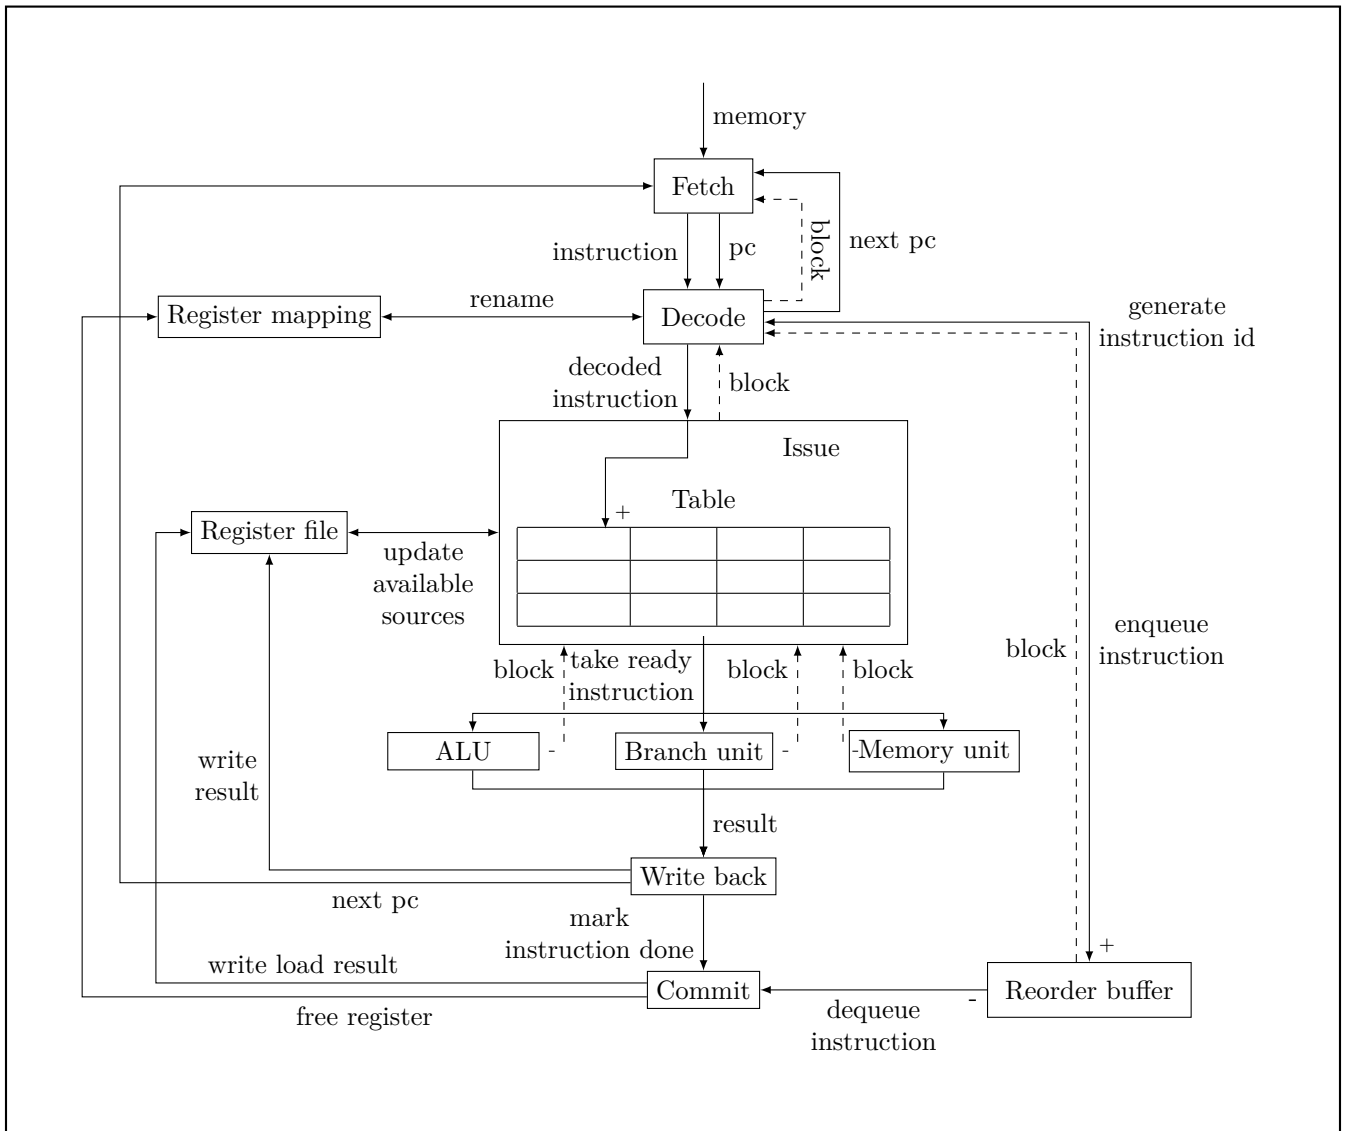 memory
Fetch
instruction
pc
block
next pc
Register mapping
rename
Decode
generate
instruction id
decoded
instruction
block
Issue
Table
+
Register file
update
available
sources
block
take ready
instruction
block
block
block
enqueue
instruction
ALU
-
Branch unit
-
-
Memory unit
write
result
result
Write back
next pc
mark
instruction done
+
write load result
Commit
-
Reorder buffer
free register
dequeue
instruction